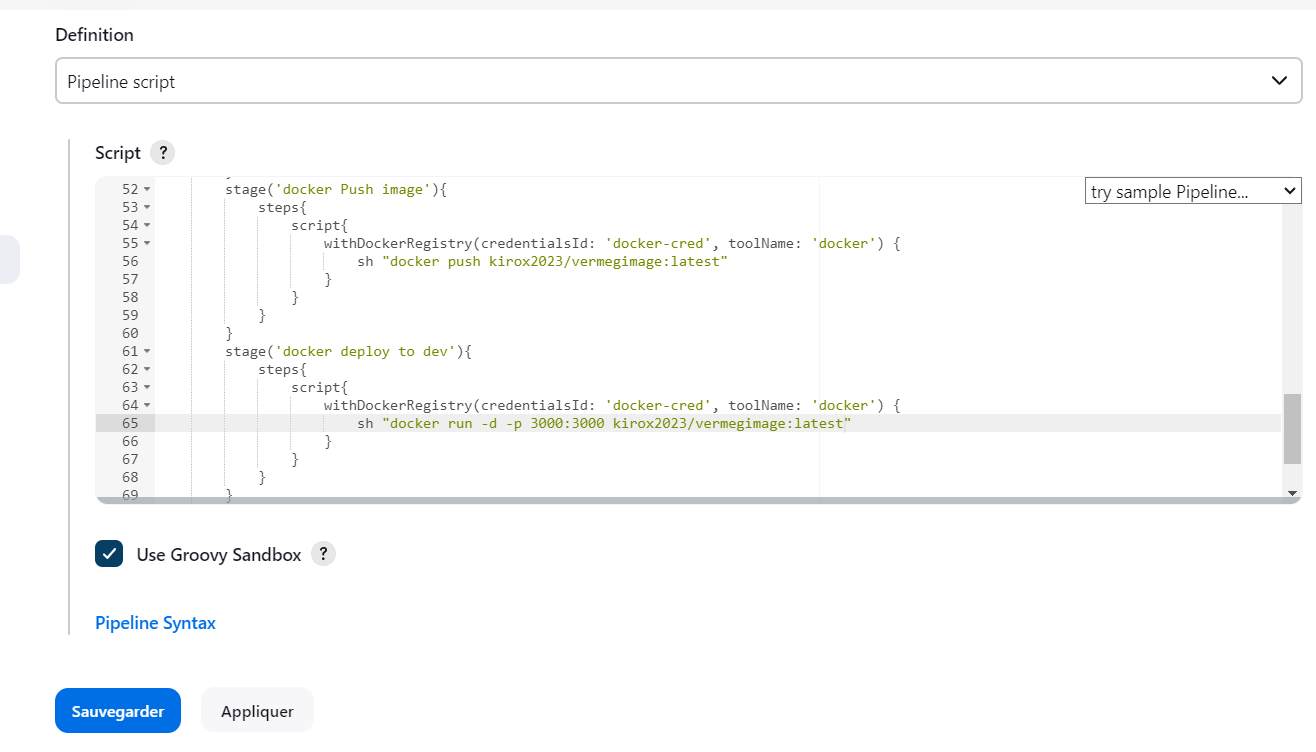 Definition
Pipeline script
Script ?
try sample Pipeline...
52 stage('docker Push image'){
53 steps{
54 script{
55 withDockerRegistry(credentialsId: 'docker-cred', toolName: 'docker') {
56 sh "docker push kirox2023/vermegimage:latest"
57 }
58 }
59 }
60 }
61 stage('docker deploy to dev'){
62 steps{
63 script{
64 withDockerRegistry(credentialsId: 'docker-cred', toolName: 'docker') {
65 sh "docker run -d -p 3000:3000 kirox2023/vermegimage:latest"
66 }
67 }
68 }
69 }
Use Groovy Sandbox ?
Pipeline Syntax
Sauvegarder
Appliquer